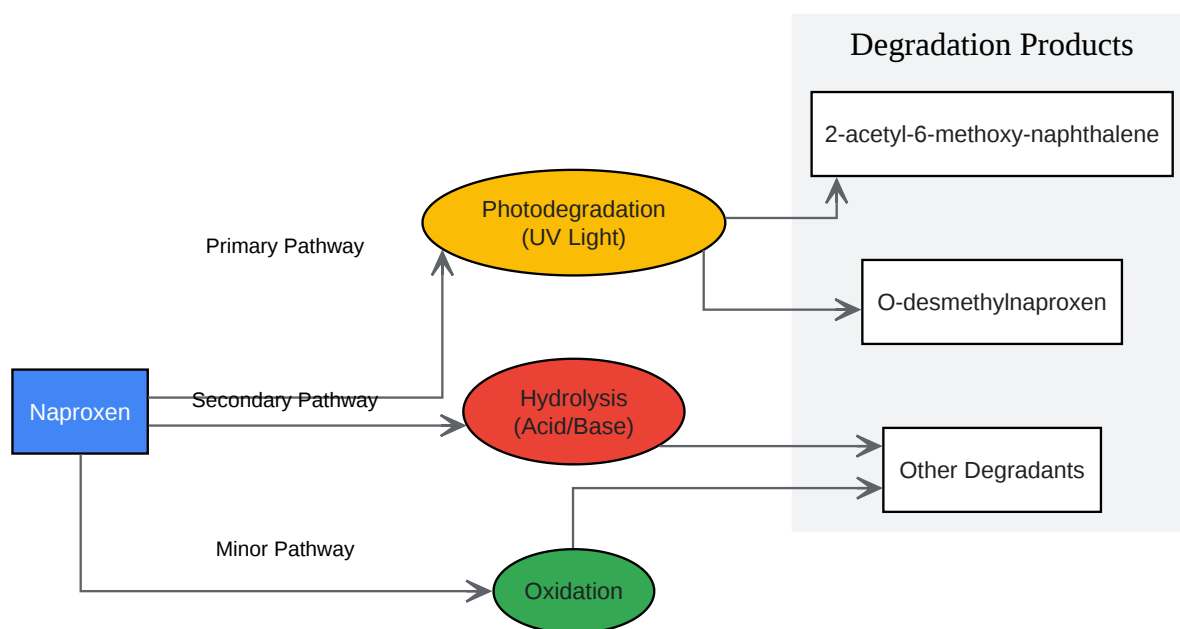 Degradation Products
2-acetyl-6-methoxy-naphthalene
Photodegradation
(UV Light)
Primary Pathway
O-desmethylnaproxen
Naproxen
Secondary Pathway
Hydrolysis
(Acid/Base)
Other Degradants
Minor Pathway
Oxidation